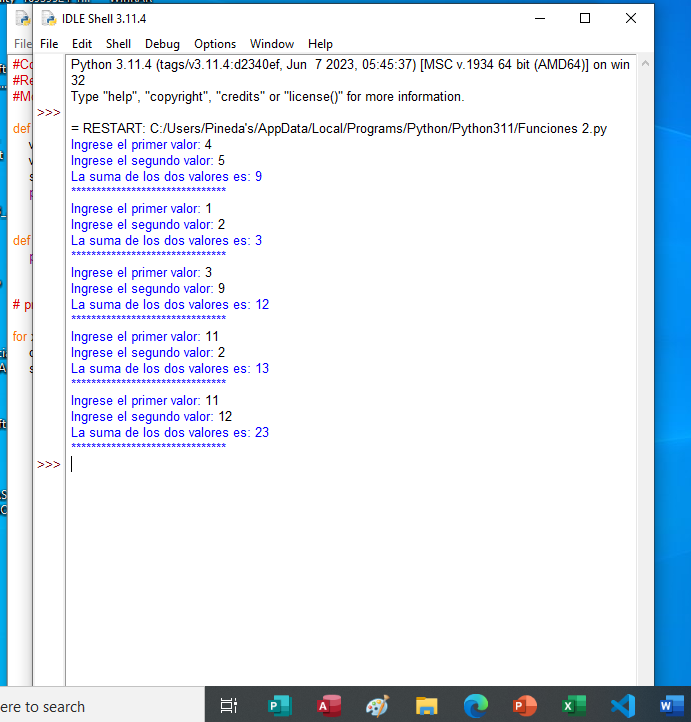 IDLE Shell 3.11.4
File
File Edit Shell Debug Options Window Help
Python 3.11.4 (tags/v3.11.4:d2340ef, Jun  7 2023, 05:45:37) [MSC v.1934 64 bit (AMD64)] on win
32
Type "help", "copyright", "credits" or "license()" for more information.
>>>
= RESTART: C:/Users/Pineda's/AppData/Local/Programs/Python/Python311/Funciones 2.py
Ingrese el primer valor: 4
Ingrese el segundo valor: 5
La suma de los dos valores es: 9
*******************************
Ingrese el primer valor: 1
Ingrese el segundo valor: 2
La suma de los dos valores es: 3
*******************************
Ingrese el primer valor: 3
Ingrese el segundo valor: 9
La suma de los dos valores es: 12
*******************************
Ingrese el primer valor: 11
Ingrese el segundo valor: 2
La suma de los dos valores es: 13
*******************************
Ingrese el primer valor: 11
Ingrese el segundo valor: 12
La suma de los dos valores es: 23
*******************************
>>>
def
def
for
ere to search